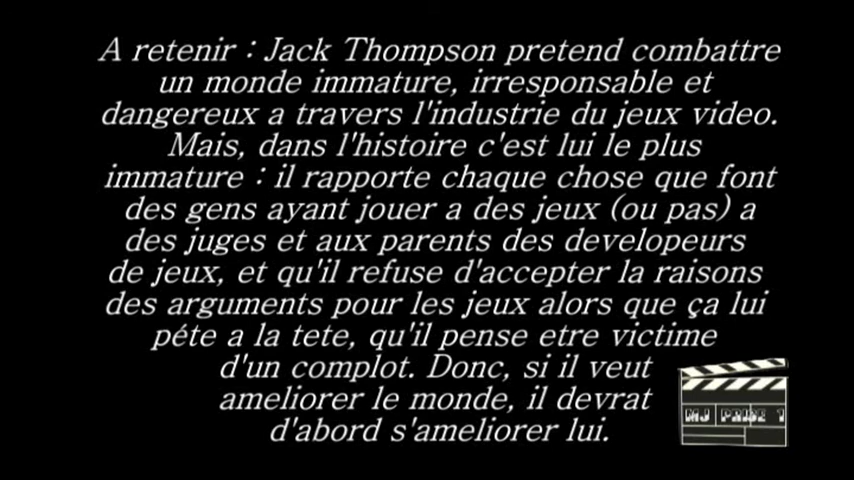 A retenir : Jack Thompson pretend combattre
un monde immature, irresponsable et
dangereux a travers l'industrie du jeux video.
Mais, dans l'histoire c'est lui le plus
immature : il rapporte chaque chose que font
des gens ayant jouer a des jeux (ou pas) a
des juges et aux parents des developeurs
de jeux, et qu'il refuse d'accepter la raisons
des arguments pour les jeux alors que ça lui
péte a la tete, qu'il pense etre victime
d'un complot. Donc, si il veut
ameliorer le monde, il devrat
d'abord s'ameliorer lui.
MJ PRISE 1